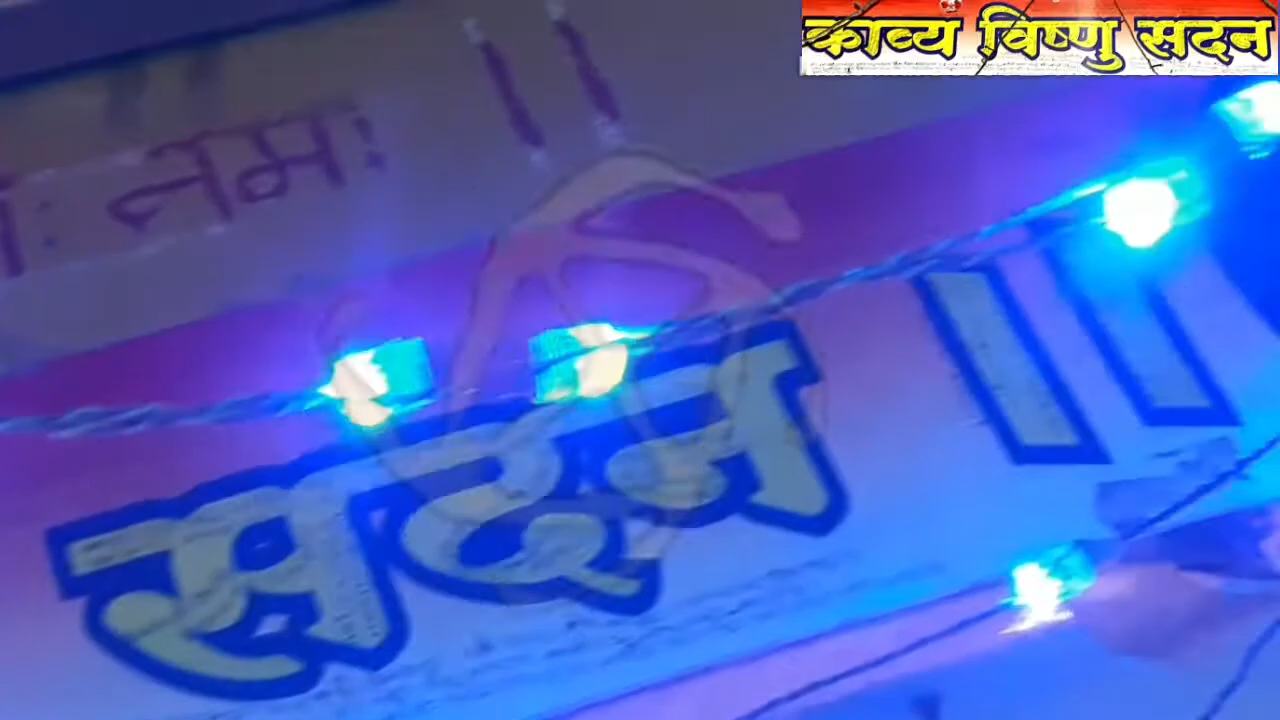 काव्य विष्णु सदन
: नमः ।।
सदन ।।